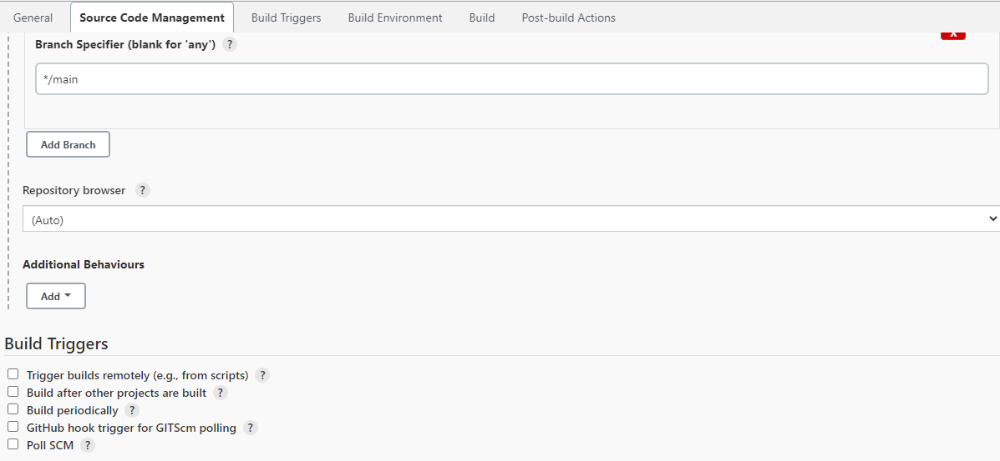 General Source Code Management Build Triggers Build Environment Build Post-build Actions
X
Branch Specifier (blank for 'any') ?
*/main
Add Branch
Repository browser ?
(Auto)
Additional Behaviours
Add
Build Triggers
Trigger builds remotely (e.g., from scripts) ?
Build after other projects are built ?
Build periodically ?
GitHub hook trigger for GITScm polling ?
Poll SCM ?